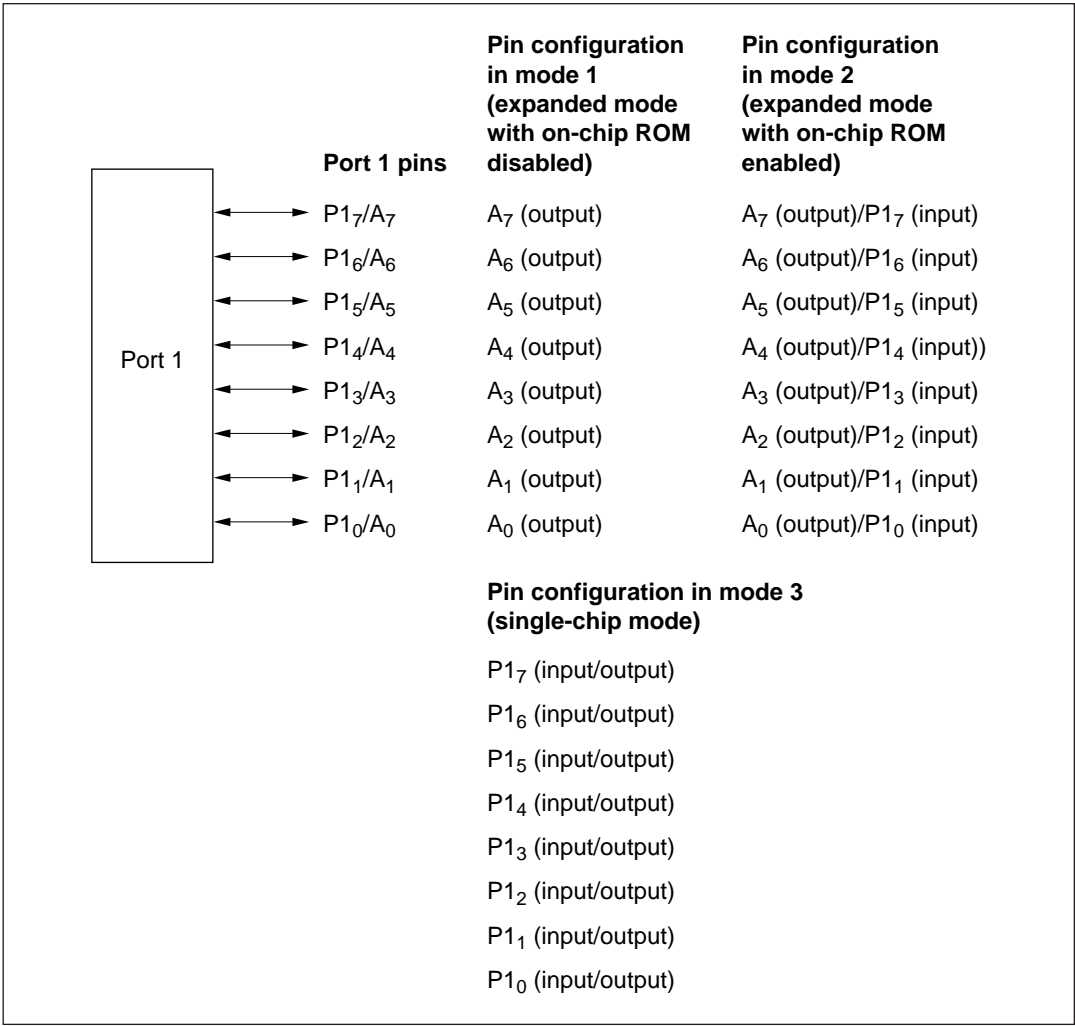 Pin configuration in mode 1 (expanded mode with on-chip ROM disabled)
Pin configuration in mode 2 (expanded mode with on-chip ROM enabled)
Port 1 pins
Port 1
P1₇/A₇ A₇ (output) A₇ (output)/P1₇ (input)
P1₆/A₆ A₆ (output) A₆ (output)/P1₆ (input)
P1₅/A₅ A₅ (output) A₅ (output)/P1₅ (input)
P1₄/A₄ A₄ (output) A₄ (output)/P1₄ (input))
P1₃/A₃ A₃ (output) A₃ (output)/P1₃ (input)
P1₂/A₂ A₂ (output) A₂ (output)/P1₂ (input)
P1₁/A₁ A₁ (output) A₁ (output)/P1₁ (input)
P1₀/A₀ A₀ (output) A₀ (output)/P1₀ (input)
Pin configuration in mode 3
(single-chip mode)
P1₇ (input/output)
P1₆ (input/output)
P1₅ (input/output)
P1₄ (input/output)
P1₃ (input/output)
P1₂ (input/output)
P1₁ (input/output)
P1₀ (input/output)